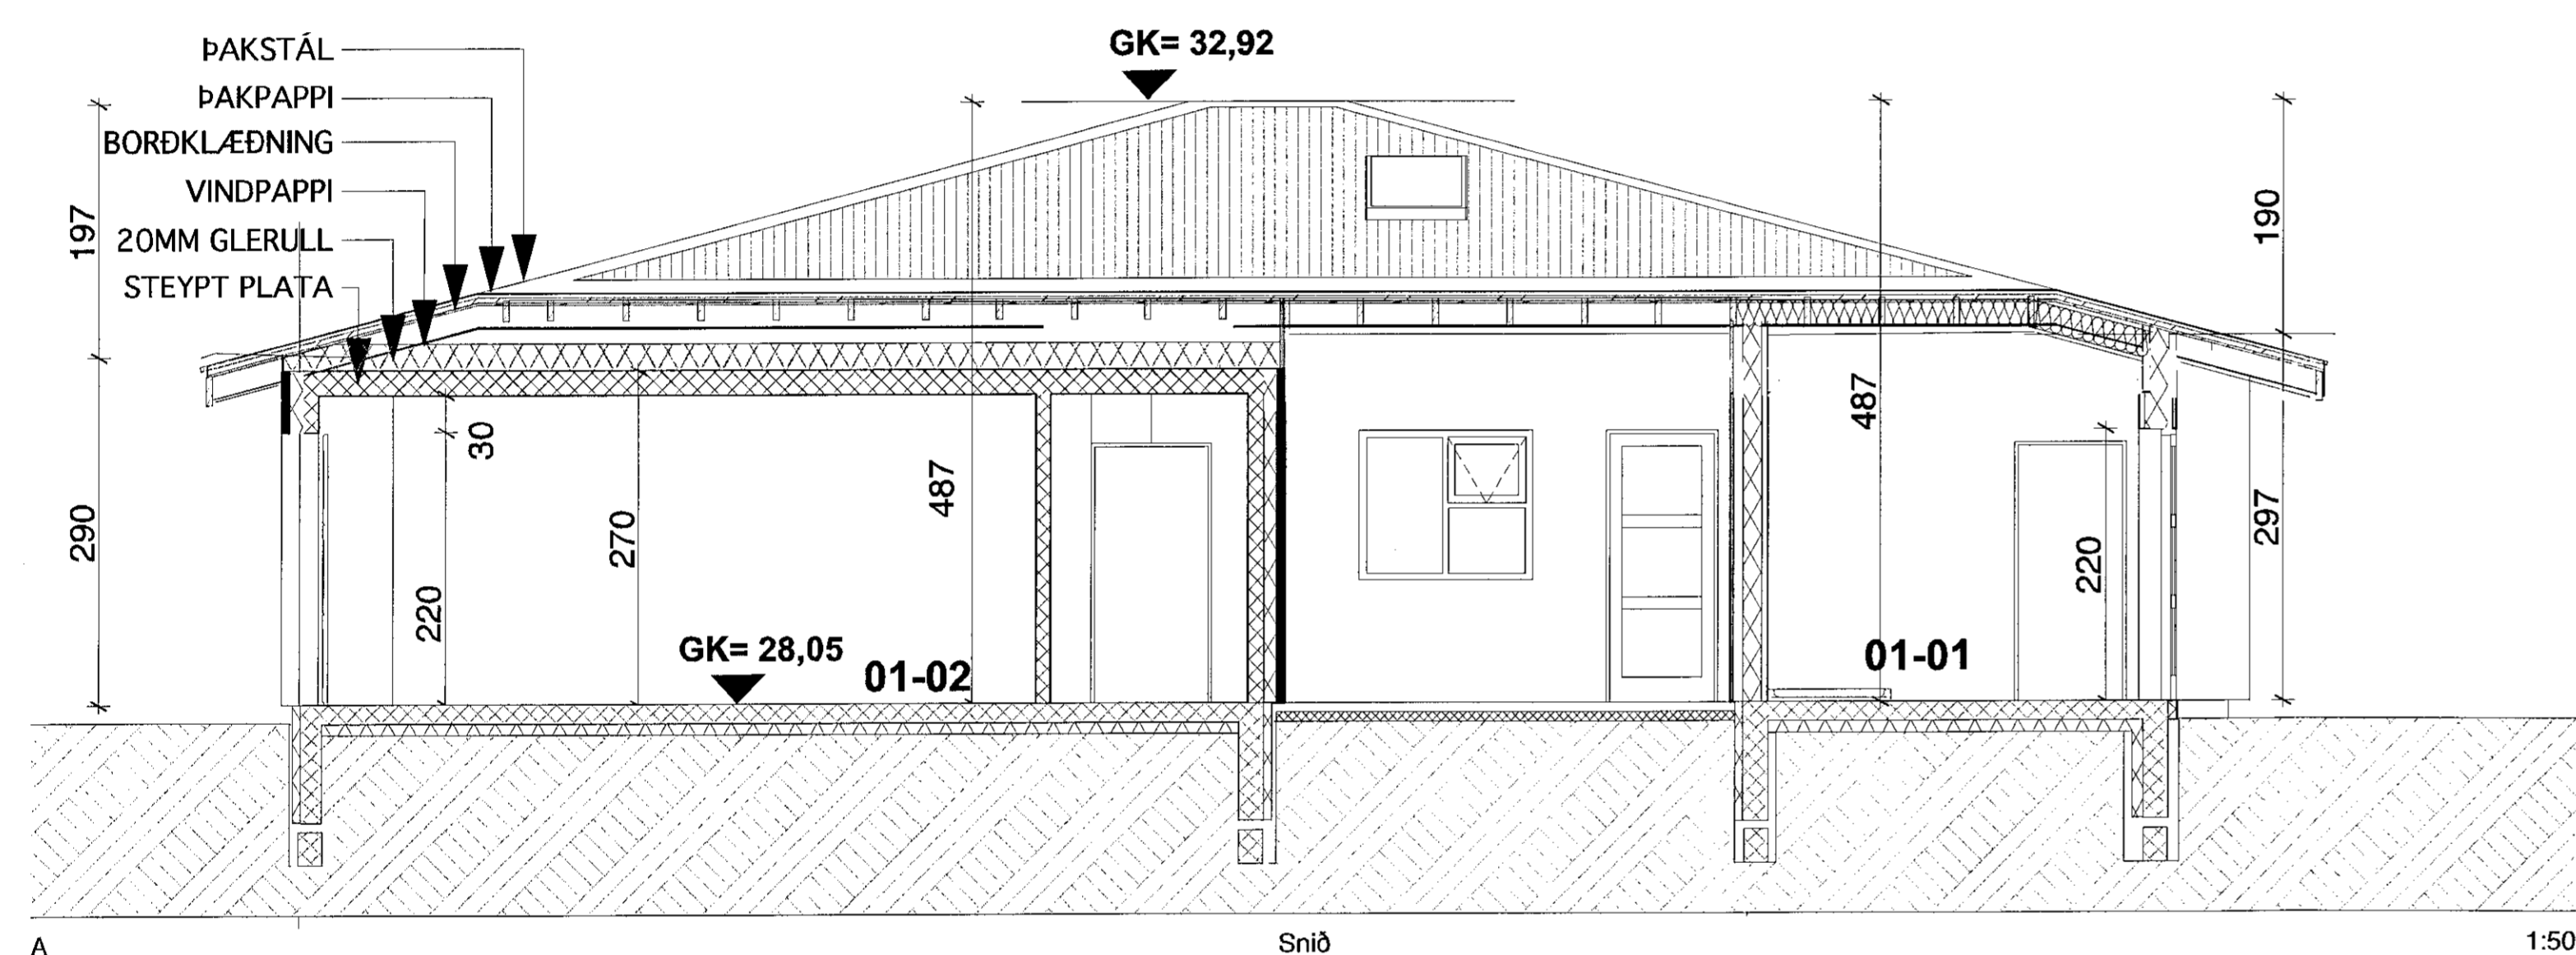 ÞAKSTÁL
GK= 32,92
ÞAKPAPPI
BORÐKLÆÐNING
VINDPAPPI
20MM GLERULL
STEYPT PLATA
197
190
290
30
220
270
487
487
220
297
GK= 28,05
01-02
01-01
A
Snið
1:50